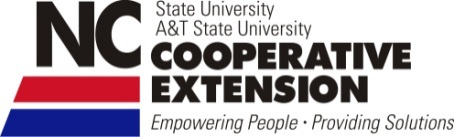 NC State University
A&T State University
COOPERATIVE
EXTENSION
Empowering People • Providing Solutions